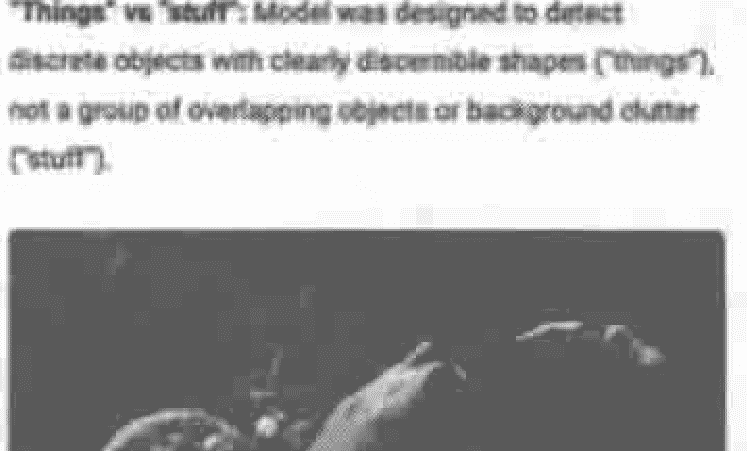 "Things" vs "stuff": Model was designed to detect
discrete objects with clearly discernible shapes ("things"),
not a group of overlapping objects or background clutter
("stuff").